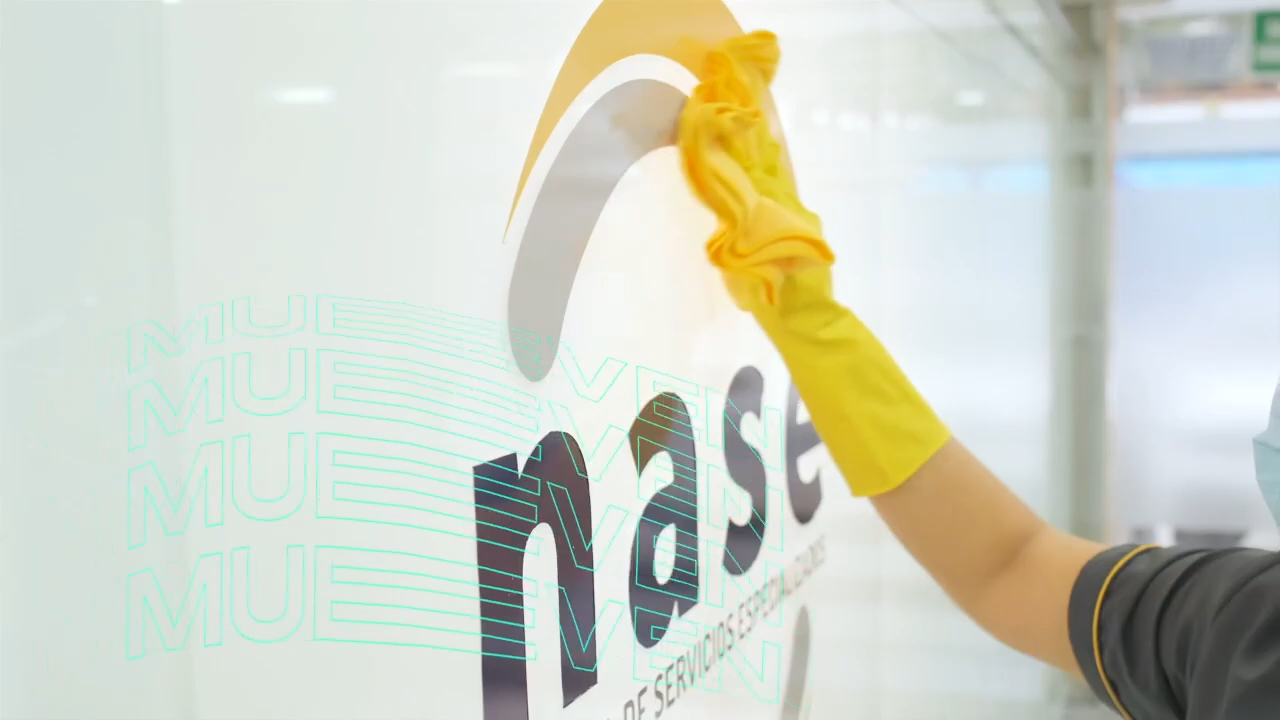 MUEVEN
MUEVEN
MUEVEN
MUEVEN
nase
DE SERVICIOS ESPECIALIZADOS